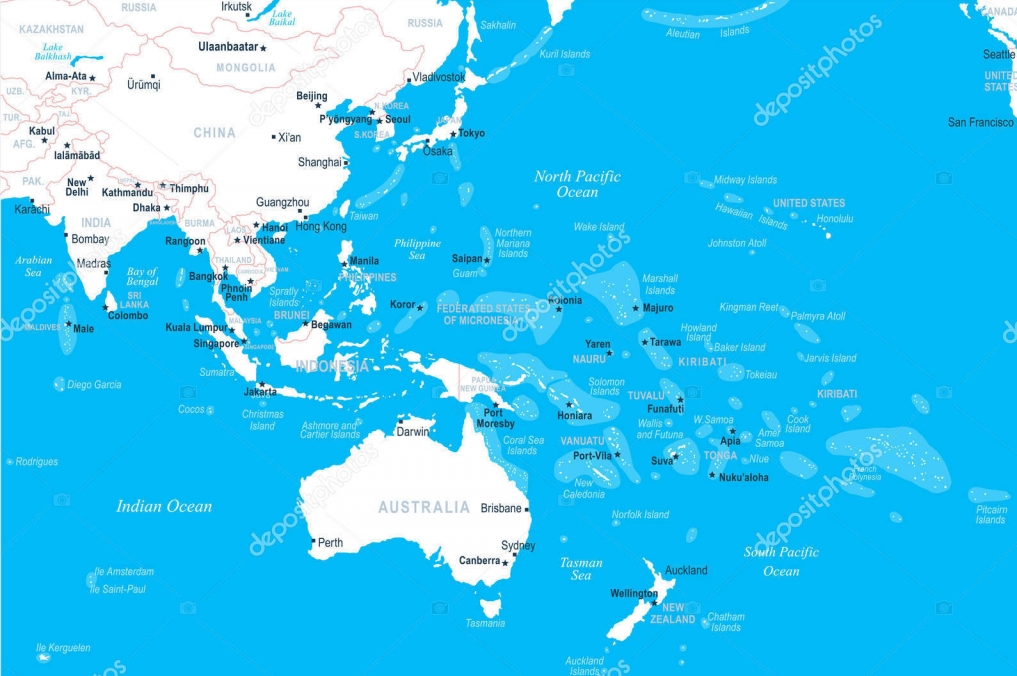 RUSSIA
Irkutsk
Lake
Baikal
KAZAKHSTAN
RUSSIA
Sakhalin
Aleutian Islands
CANADA
Lake
Balkhash
Ulaanbaatar
MONGOLIA
Kuril Islands
Seattle
Alma-Ata
Ürümqi
Vladivostok
UNITED
STATES
UZB.
KYR.
Beijing
N.KOREA
TUR.
TAJ.
P'yŏngyang
Seoul
JAPAN
San Francisco
Kabul
AFG.
CHINA
Xi'an
S.KOREA
Tokyo
Islāmābād
Ōsaka
Shanghai
PAK.
New
Delhi
Kathmandu
Thimphu
North Pacific
Ocean
Midway Islands
Karāchi
Dhaka
Guangzhou
Taiwan
Hawaiian Islands
UNITED STATES
Honolulu
INDIA
BURMA
Hanoi
Hong Kong
Wake Island
Bombay
Rangoon
LAOS
Vientiane
Philippine
Sea
Northern
Mariana
Islands
Johnston Atoll
Arabian
Sea
Madras
Bay of
Bengal
THAILAND
Bangkok
CAMBODIA
VIETNAM
Manila
PHILIPPINES
Saipan
Guam
Marshall
Islands
SRI
LANKA
Colombo
Phnom
Penh
Spratly
Islands
Koror
FEDERATED STATES
OF MICRONESIA
Kolonia
Majuro
Kingman Reef
Palmyra Atoll
MALDIVES
Male
MALAYSIA
Kuala Lumpur
BRUNEI
Begawan
Singapore
SINGAPORE
Yaren
NAURU
Tarawa
Howland
Island
Baker Island
KIRIBATI
Jarvis Island
Sumatra
INDONESIA
Tokeiau
Diego Garcia
Jakarta
PAPUA
NEW GUINEA
Solomon
Islands
TUVALU
Funafuti
KIRIBATI
Cocos
Christmas
Island
Ashmore and
Cartier Islands
Darwin
Port
Moresby
Honiara
Wallis
and Futuna
W.Samoa
Apia
Cook
Island
Amer
Samoa
Coral Sea
Islands
VANUATU
Port-Vila
Suva
TONGA
NIue
Rodrigues
Nuku'aloha
French
Polynesia
New
Caledonia
Indian Ocean
AUSTRALIA
Brisbane
Norfolk Island
Pitcairn
Islands
Perth
Sydney
Canberra
Tasman
Sea
South Pacific
Ocean
Ile Amsterdam
Ile Saint-Paul
Auckland
Wellington
NEW
ZEALAND
Tasmania
Chatham
Islands
Ile Kerguelen
Auckland
Islands
depositphotos